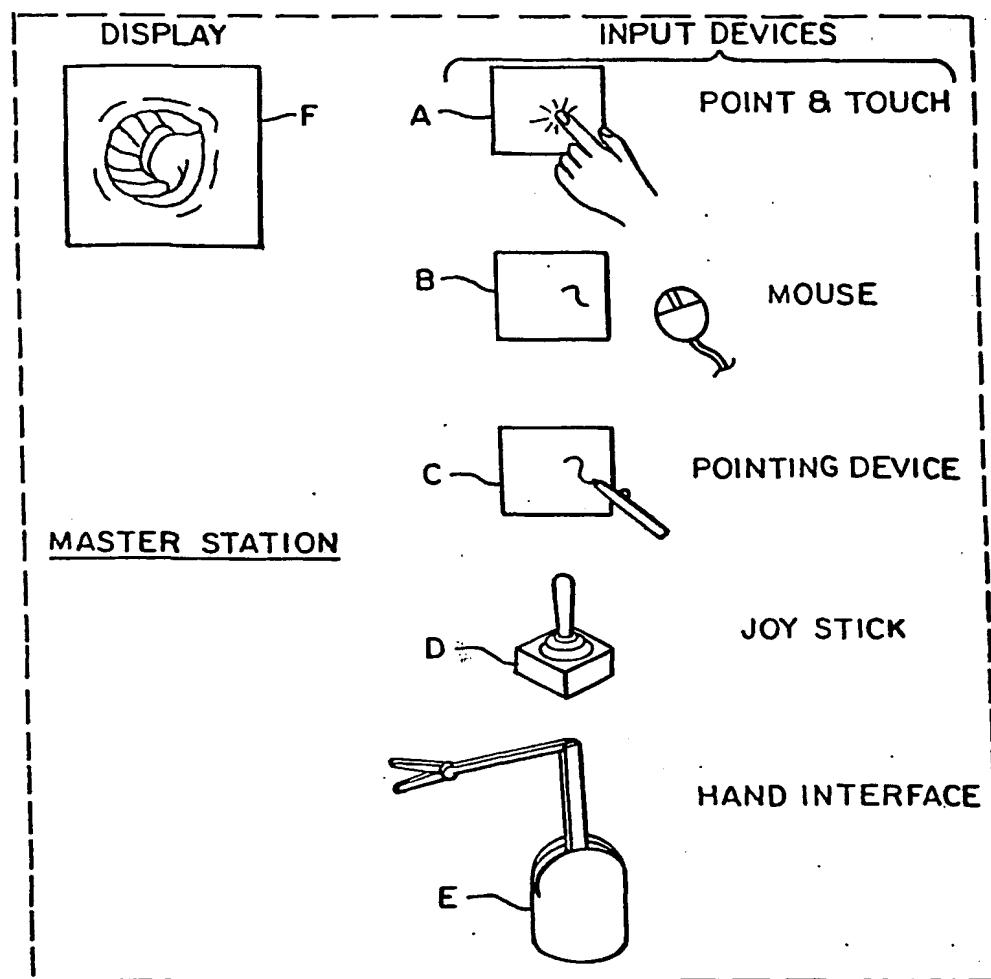 DISPLAY
INPUT DEVICES
F
A
POINT & TOUCH
B
MOUSE
C
POINTING DEVICE
MASTER STATION
D
JOY STICK
HAND INTERFACE
E